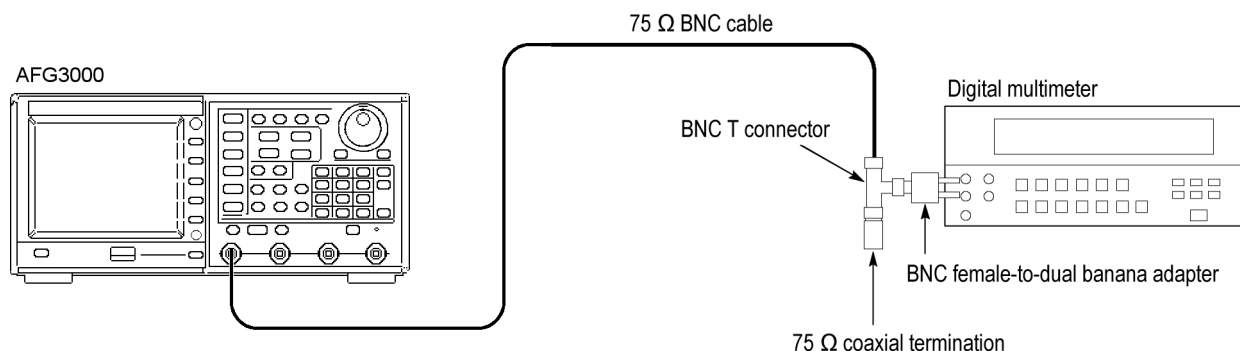 75 Ω BNC cable
AFG3000
Digital multimeter
BNC T connector
BNC female-to-dual banana adapter
75 Ω coaxial termination